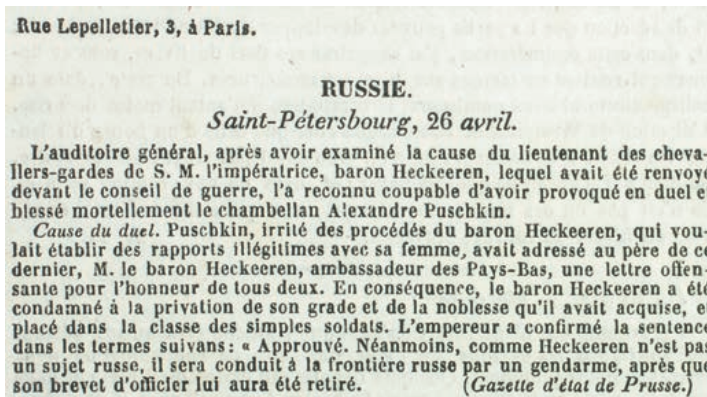 Rue Lepelletier, 3, à Paris.
RUSSIE.
Saint-Pétersbourg, 26 avril.
L'auditoire général, après avoir examiné la cause du lieutenant des cheva-
liers-gardes de S. M. l'impératrice, baron Heckeeren, lequel avait été renvoyé
devant le conseil de guerre, l'a reconnu coupable d'avoir provoqué en duel e
blessé mortellement le chambellan Alexandre Puschkin.
Cause du duel. Puschkin, irrité des procédés du baron Heckeeren, qui vou-
lait établir des rapports illégitimes avec sa femme, avait adressé au père de ce
dernier, M. le baron Heckeeren, ambassadeur des Pays-Bas, une lettre offen-
sante pour l'honneur de tous deux. En conséquence, le baron Heckeeren a été
condamné à la privation de son grade et de la noblesse qu'il avait acquise, e
placé dans la classe des simples soldats. L'empereur a confirmé la sentence
dans les termes suivans : « Approuvé. Néanmoins, comme Heckeeren n'est pas
un sujet russe, il sera conduit à la frontière russe par un gendarme, après que
son brevet d'officier lui aura été retiré. (Gazette d'état de Prusse.)